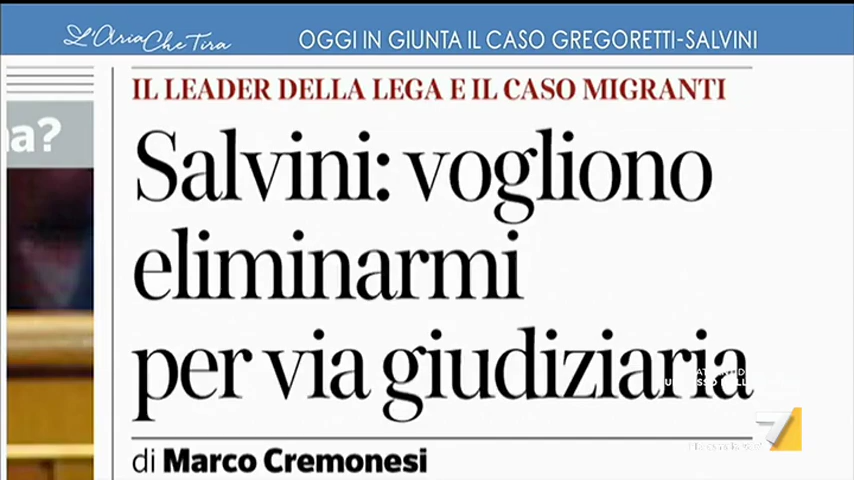 L'Aria Che Tira
OGGI IN GIUNTA IL CASO GREGORETTI-SALVINI
IL LEADER DELLA LEGA E IL CASO MIGRANTI
a?
Salvini: vogliono
eliminarmi
per via giudiziaria
di Marco Cremonesi
7